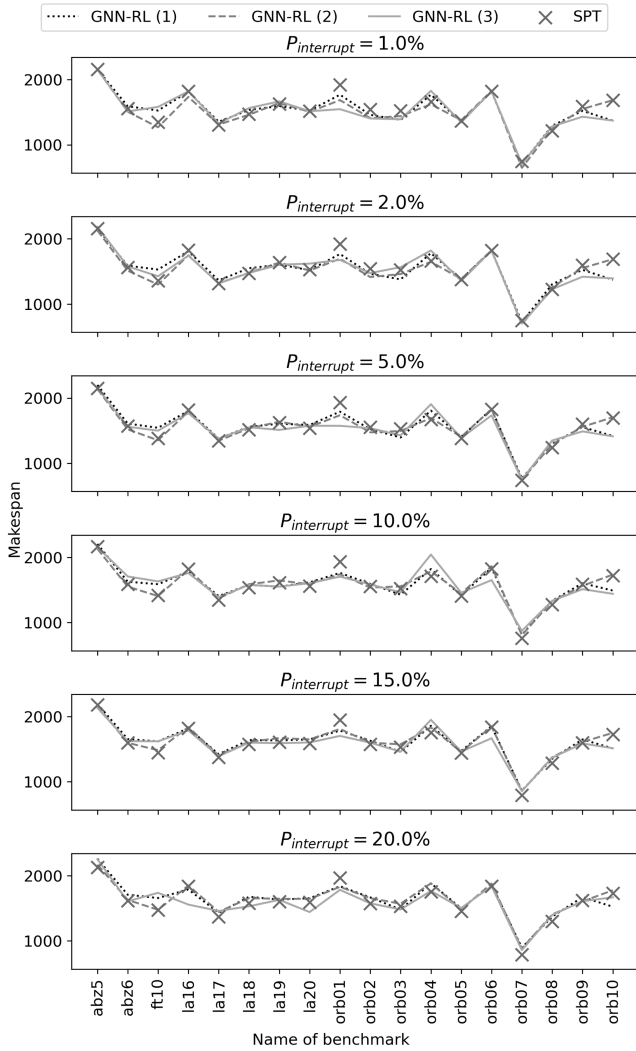 GNN-RL (1) GNN-RL (2) GNN-RL (3) SPT
P_interrupt = 1.0%
2000
1000
P_interrupt = 2.0%
2000
1000
P_interrupt = 5.0%
2000
1000
P_interrupt = 10.0%
2000
1000
P_interrupt = 15.0%
2000
1000
P_interrupt = 20.0%
2000
1000
Makespan
abz5
abz6
ft10
la16
la17
la18
la19
la20
orb01
orb02
orb03
orb04
orb05
orb06
orb07
orb08
orb09
orb10
Name of benchmark